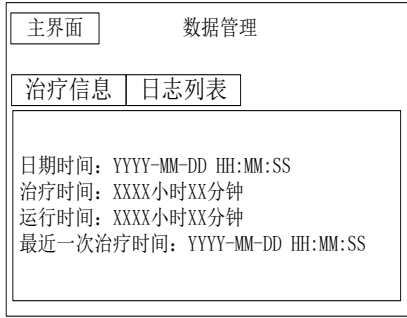 主界面 数据管理
治疗信息 日志列表
日期时间：YYYY-MM-DD HH:MM:SS
治疗时间：XXXX小时XX分钟
运行时间：XXXX小时XX分钟
最近一次治疗时间：YYYY-MM-DD HH:MM:SS